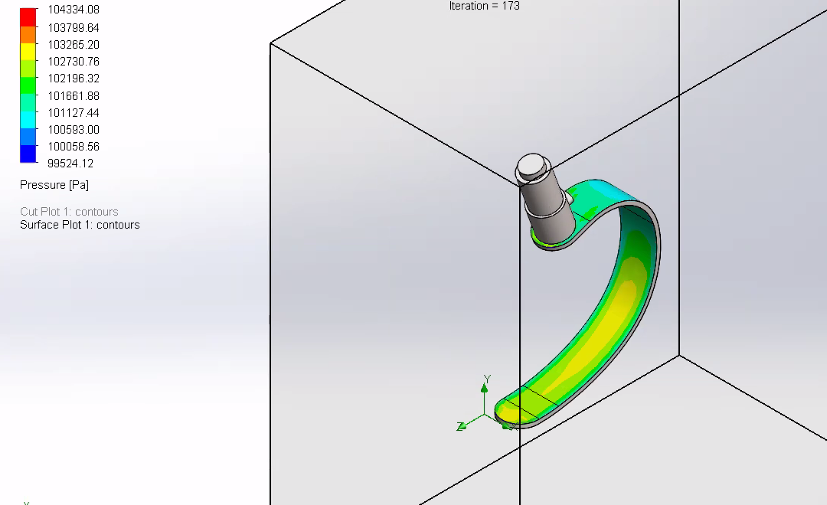 Iteration = 173
104334.08
103799.64
103265.20
102730.76
102196.32
101661.88
101127.44
100593.00
100058.56
99524.12
Pressure [Pa]
Cut Plot 1: contours
Surface Plot 1: contours
Y
Z